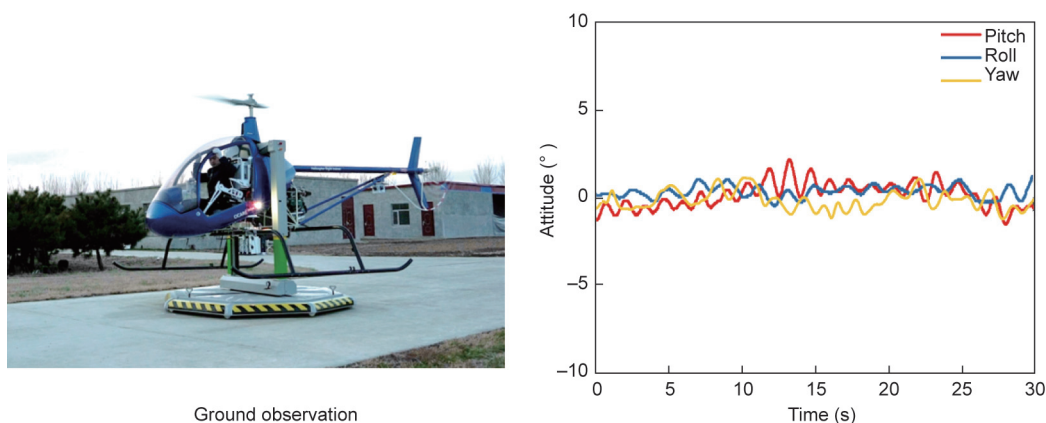 Ground observation
10
5
0
–5
–10
Attitude (°)
Pitch
Roll
Yaw
0
5
10
15
20
25
30
Time (s)